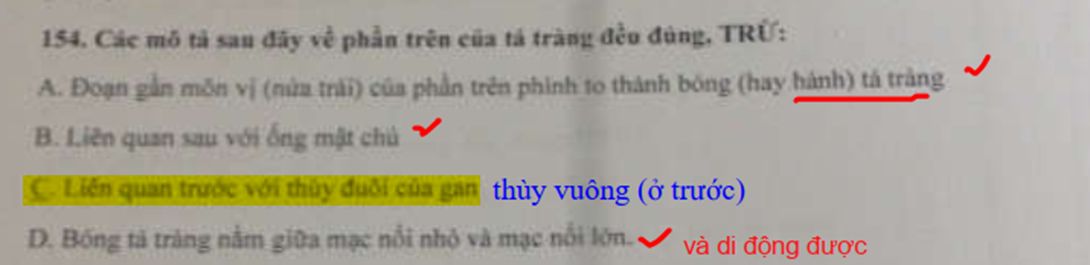 154. Các mô tả sau đây về phần trên của tá tràng đều đúng, TRỪ:
A. Đoạn gần môn vị (nửa trái) của phần trên phình to thành bóng (hay hành) tá tràng
B. Liên quan sau với ống mật chủ
C. Liên quan trước với thùy đuôi của gan thùy vuông (ở trước)
D. Bóng tá tràng nằm giữa mạc nối nhỏ và mạc nối lớn. và di động được